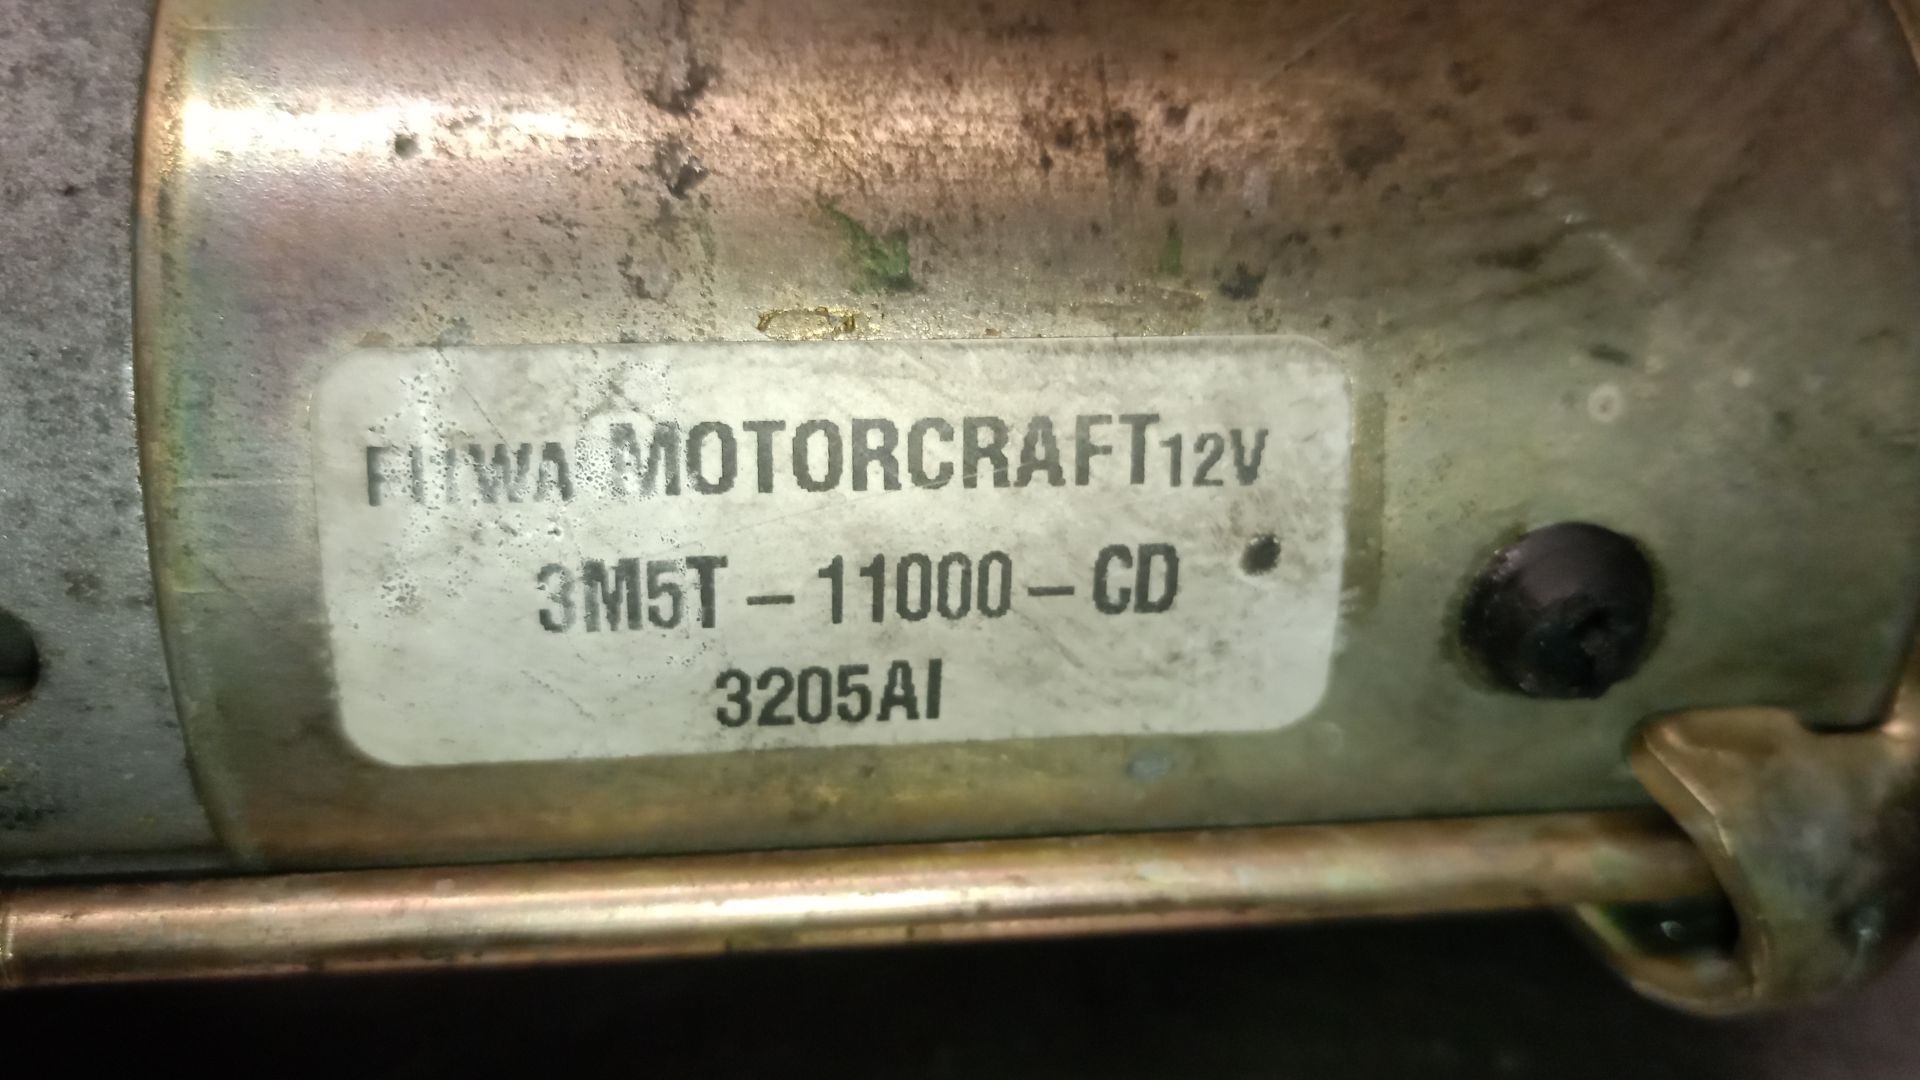 MOTORCRAFT 12V
3M5T - 11000 - CD
3205AI